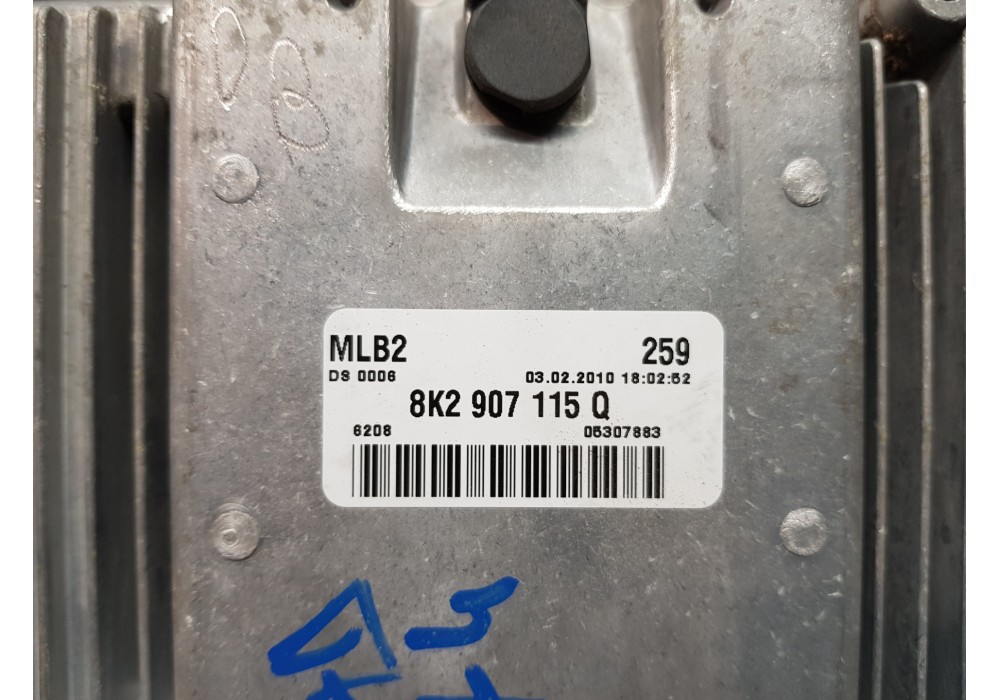 MLB2 259
DS 0006 03.02.2010 18:02:52
8K2 907 115 Q
6208 05307883